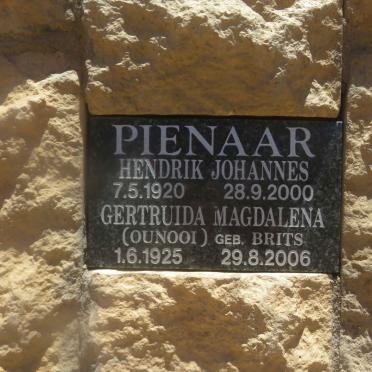 PIENAAR
HENDRIK JOHANNES
7.5.1920 28.9.2000
GERTRUIDA MAGDALENA
(OUNOOI) GEB. BRITS
1.6.1925 29.8.2006